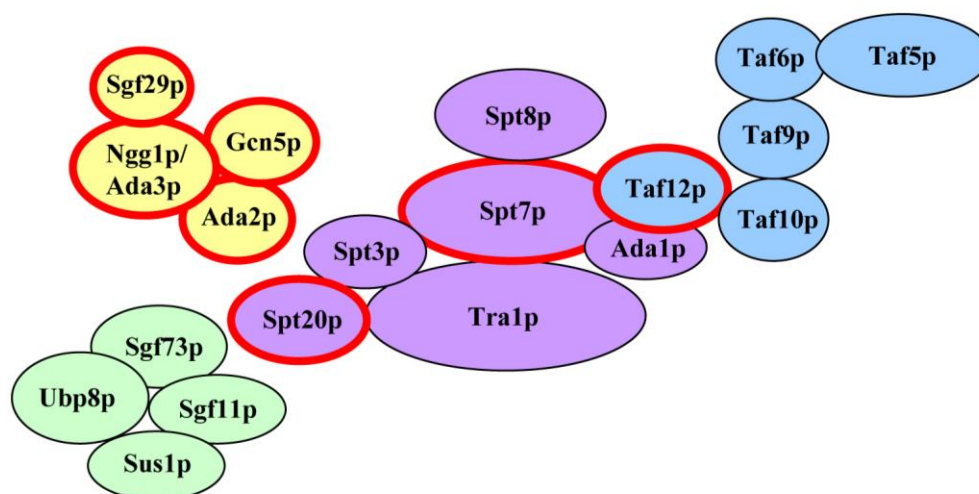 Sgf29p
Ngg1p/
Ada3p
Gcn5p
Ada2p
Spt8p
Spt7p
Spt3p
Spt20p
Tra1p
Ada1p
Taf12p
Taf6p
Taf5p
Taf9p
Taf10p
Sgf73p
Ubp8p
Sgf11p
Sus1p